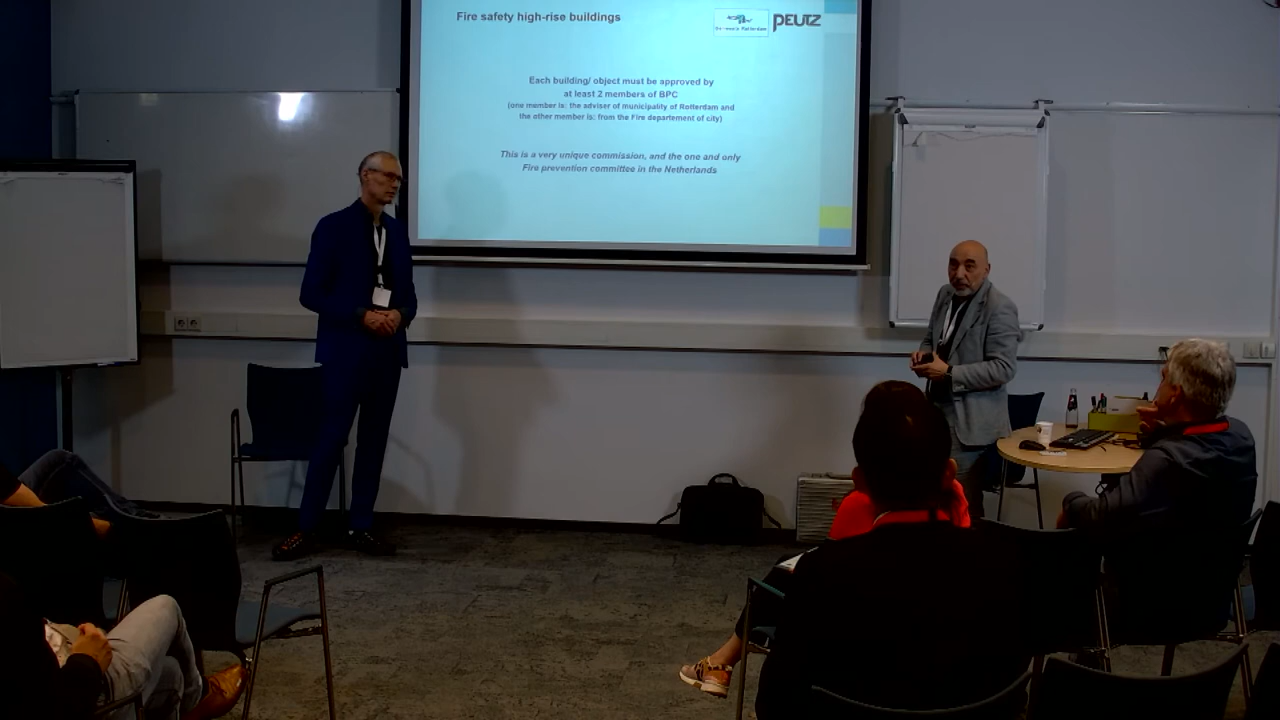 Fire safety high-rise buildings
PEUTZ
Each building/ object must be approved by
at least 2 members of BPC
(one member is: the adviser of municipality of Rotterdam and
the other member is: from the Fire departement of city)
This is a very unique commission, and the one and only
Fire prevention committee in the Netherlands